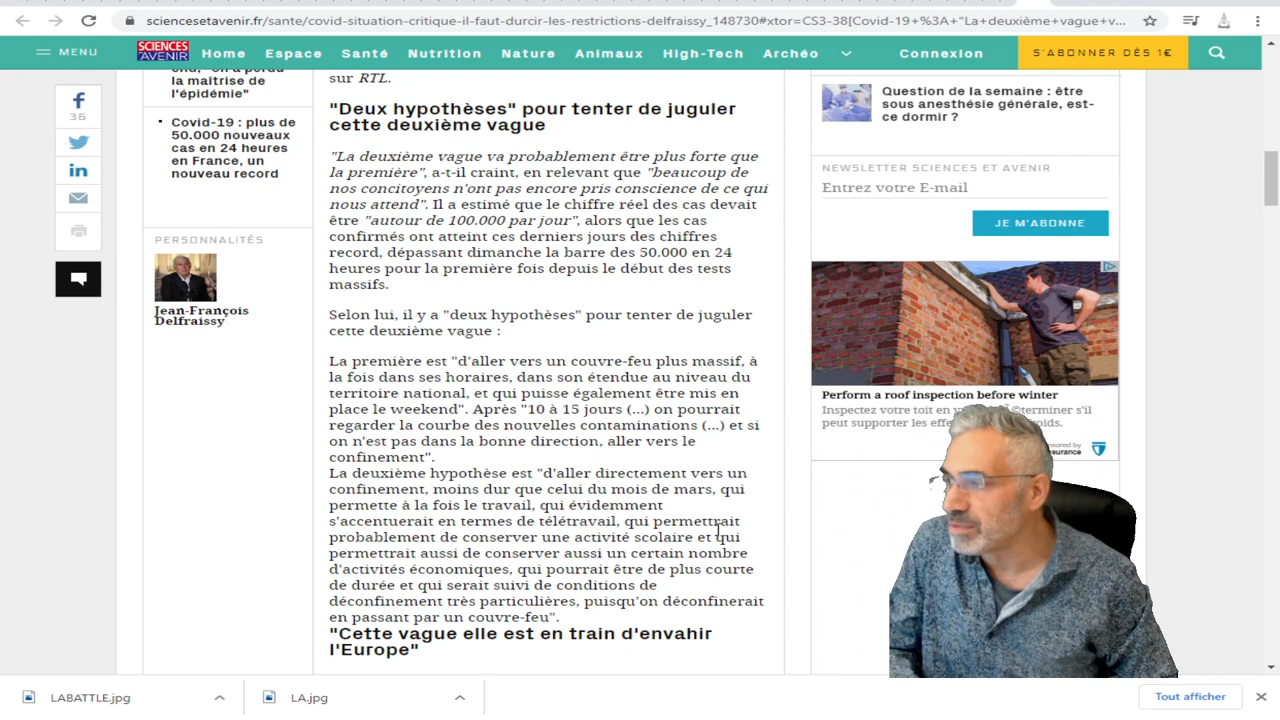 sciencesetavenir.fr/sante/covid-situation-critique-il-faut-durcir-les-restrictions-delfraissy_148730#xtor=CS3-38[Covid-19+%3A+"La+deuxième+vague+v...
MENU
SCIENCES AVENIR
Home
Espace
Santé
Nutrition
Nature
Animaux
High-Tech
Archéo
Connexion
S'ABONNER DÈS 1€
36
la maîtrise de
l'épidémie"
Covid-19 : plus de
50.000 nouveaux
cas en 24 heures
en France, un
nouveau record
PERSONNALITÉS
Jean-François
Delfraissy
sur RTL.
"Deux hypothèses" pour tenter de juguler
cette deuxième vague
"La deuxième vague va probablement être plus forte que
la première", a-t-il craint, en relevant que "beaucoup de
nos concitoyens n'ont pas encore pris conscience de ce qui
nous attend". Il a estimé que le chiffre réel des cas devait
être "autour de 100.000 par jour", alors que les cas
confirmés ont atteint ces derniers jours des chiffres
record, dépassant dimanche la barre des 50.000 en 24
heures pour la première fois depuis le début des tests
massifs.
Selon lui, il y a "deux hypothèses" pour tenter de juguler
cette deuxième vague :
La première est "d'aller vers un couvre-feu plus massif, à
la fois dans ses horaires, dans son étendue au niveau du
territoire national, et qui puisse également être mis en
place le weekend". Après "10 à 15 jours (...) on pourrait
regarder la courbe des nouvelles contaminations (...) et si
on n'est pas dans la bonne direction, aller vers le
confinement".
La deuxième hypothèse est "d'aller directement vers un
confinement, moins dur que celui du mois de mars, qui
permette à la fois le travail, qui évidemment
s'accentuerait en termes de télétravail, qui permettrait
probablement de conserver une activité scolaire et qui
permettrait aussi de conserver aussi un certain nombre
d'activités économiques, qui pourrait être de plus courte
de durée et qui serait suivi de conditions de
déconfinement très particulières, puisqu'on déconfinerait
en passant par un couvre-feu".
"Cette vague elle est en train d'envahir
l'Europe"
Question de la semaine : être
sous anesthésie générale, est-
ce dormir ?
NEWSLETTER SCIENCES ET AVENIR
Entrez votre E-mail
JE M'ABONNE
Perform a roof inspection before winter
Inspectez votre toit en
peut supporter les
LABATTLE.jpg
LA.jpg
Tout afficher